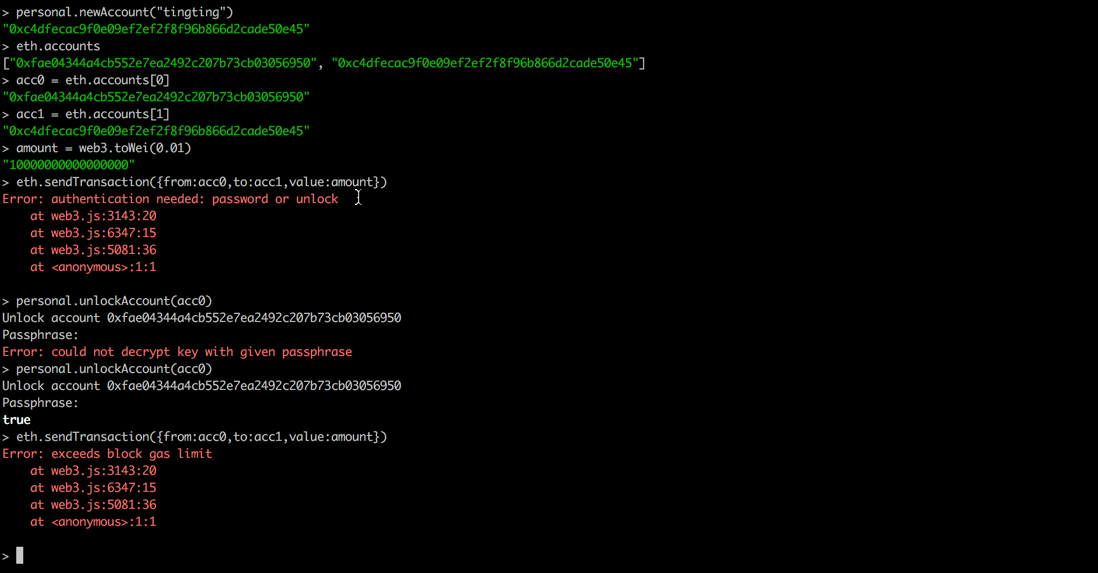 > personal.newAccount("tingting")
"0xc4dfecac9f0e09ef2ef2f8f96b866d2cade50e45"
> eth.accounts
["0xfae04344a4cb552e7ea2492c207b73cb03056950", "0xc4dfecac9f0e09ef2ef2f8f96b866d2cade50e45"]
> acc0 = eth.accounts[0]
"0xfae04344a4cb552e7ea2492c207b73cb03056950"
> acc1 = eth.accounts[1]
"0xc4dfecac9f0e09ef2ef2f8f96b866d2cade50e45"
> amount = web3.toWei(0.01)
"10000000000000000"
> eth.sendTransaction({from:acc0,to:acc1,value:amount})
Error: authentication needed: password or unlock
    at web3.js:3143:20
    at web3.js:6347:15
    at web3.js:5081:36
    at <anonymous>:1:1
> personal.unlockAccount(acc0)
Unlock account 0xfae04344a4cb552e7ea2492c207b73cb03056950
Passphrase:
Error: could not decrypt key with given passphrase
> personal.unlockAccount(acc0)
Unlock account 0xfae04344a4cb552e7ea2492c207b73cb03056950
Passphrase:
true
> eth.sendTransaction({from:acc0,to:acc1,value:amount})
Error: exceeds block gas limit
    at web3.js:3143:20
    at web3.js:6347:15
    at web3.js:5081:36
    at <anonymous>:1:1
>